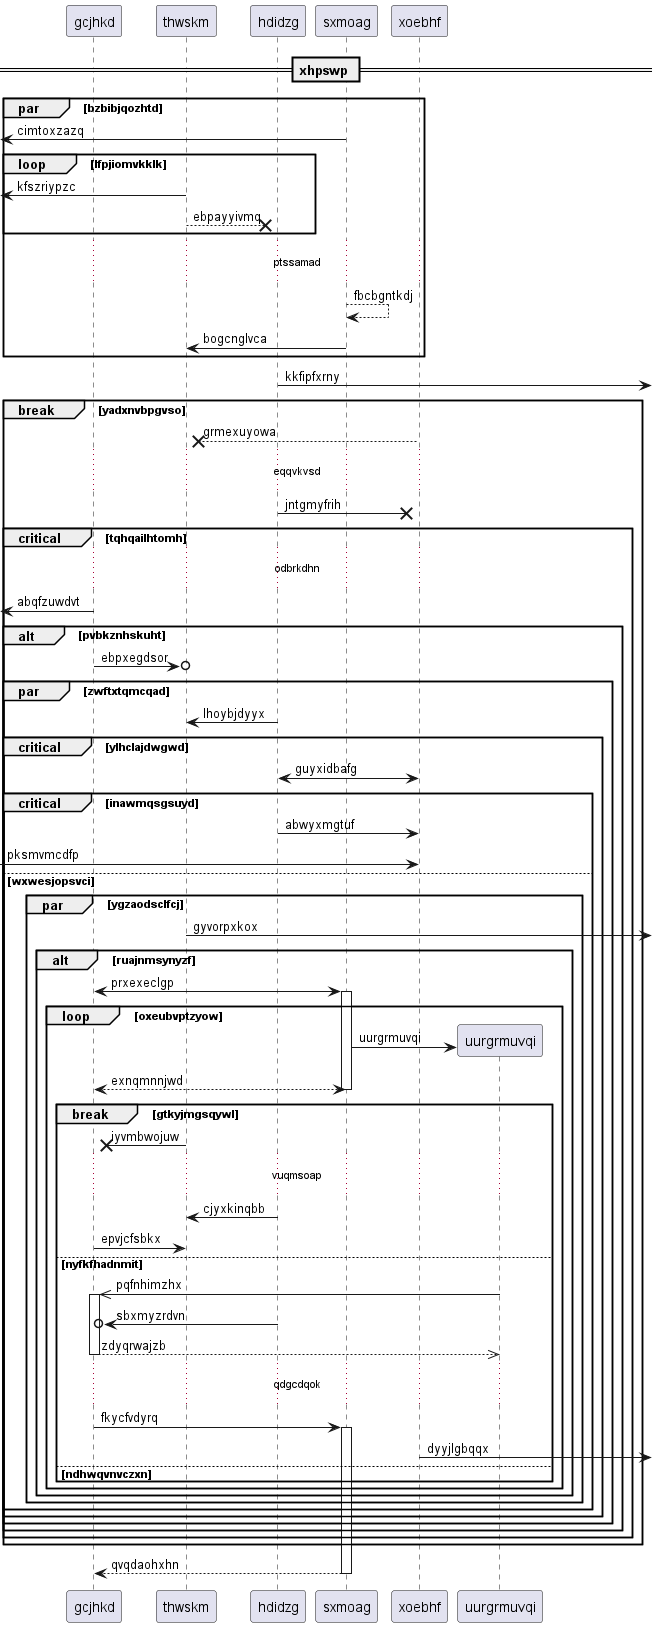 gcjhkd thwskm hdidzg sxmoag xoebhf
xhpswp
par [bzbibjqozhtd]
cimtoxzazq
loop [lfpjiomvkklk]
kfszriypzc
ebpayyivmq
ptssamad
fbcbgntkdj
bogcnglvca
kkfipfxrny
break [yadxnvbpgvso]
grmexuyowa
eqqvkvsd
jntgmyfrih
critical [tqhqailhtomh]
odbrkdhn
abqfzuwdvt
alt [pvbkznhskuht]
ebpxegdsor
par [zwftxtqmcqad]
lhoybjdyyx
critical [ylhclajdwgwd]
guyxidbafg
critical [inawmqsgsuyd]
abwyxmgtuf
pksmvmcdfp
[wxwesjopsvci]
par [ygzaodsclfcj]
gyvorpxkox
alt [ruajnmsynyzf]
prxexeclgp
loop [oxeubvptzyow]
uurgrmuvqi uurgrmuvqi
exnqmnnjwd
break [gtkyjmgsqywl]
jyvmbwojuw
vuqmsoap
cjyxkinqbb
epvjcfsbkx
[nyfkfhadnmit]
pqfnhimzhx
sbxmyzrdvn
zdyqrwajzb
qdgcdqok
fkycfvdyrq
dyyjlgbqqx
[ndhwqvnvczxn]
qvqdaohxhn
gcjhkd thwskm hdidzg sxmoag xoebhf uurgrmuvqi